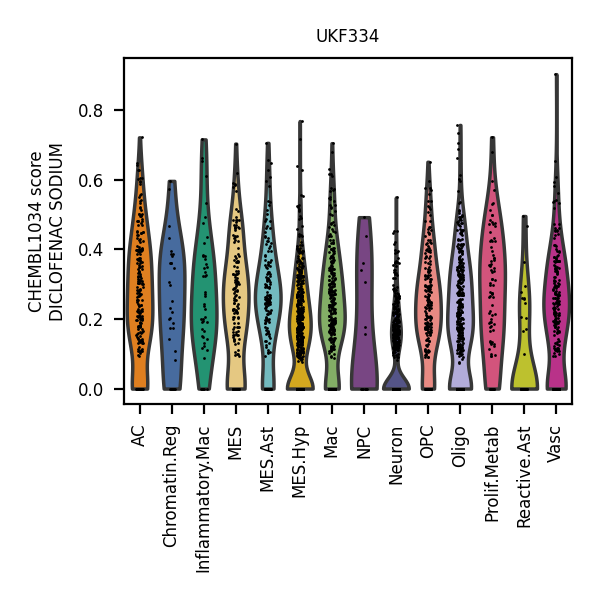 UKF334
CHEMBL1034 score
DICLOFENAC SODIUM
0.8
0.6
0.4
0.2
0.0
AC
Chromatin.Reg
Inflammatory.Mac
MES
MES.Ast
MES.Hyp
Mac
NPC
Neuron
OPC
Oligo
Prolif.Metab
Reactive.Ast
Vasc